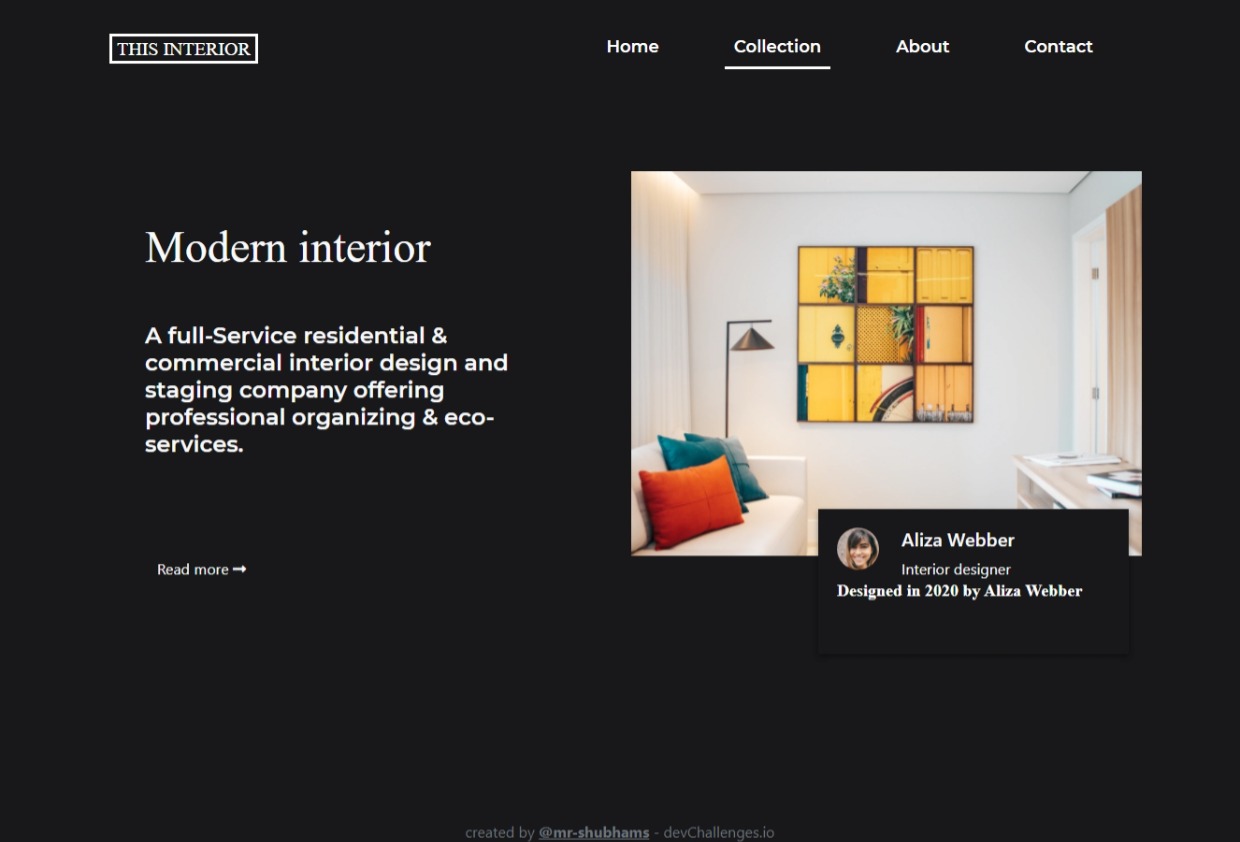 THIS INTERIOR
Home
Collection
About
Contact
Modern interior
A full-Service residential &
commercial interior design and
staging company offering
professional organizing & eco-
services.
Read more ➞
Aliza Webber
Interior designer
Designed in 2020 by Aliza Webber
created by @mr-shubhams - devChallenges.io